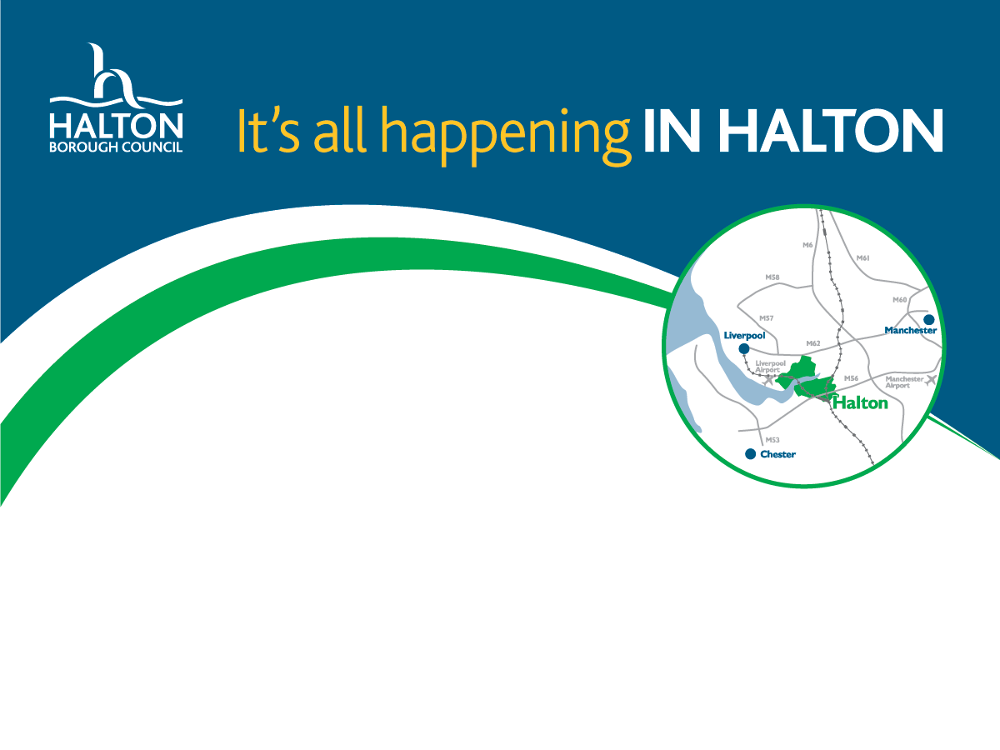 HALTON
BOROUGH COUNCIL
It's all happening IN HALTON
M6
M61
M58
M60
M57
Manchester
Liverpool
M62
Liverpool
Airport
M56
Manchester
Airport
Halton
M53
Chester